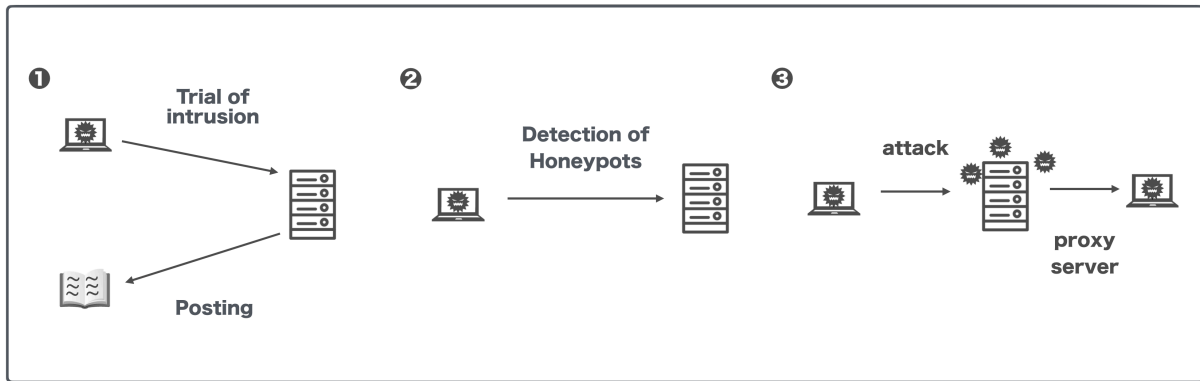 ❶
Trial of
intrusion
Posting
❷
Detection of
Honeypots
❸
attack
proxy
server